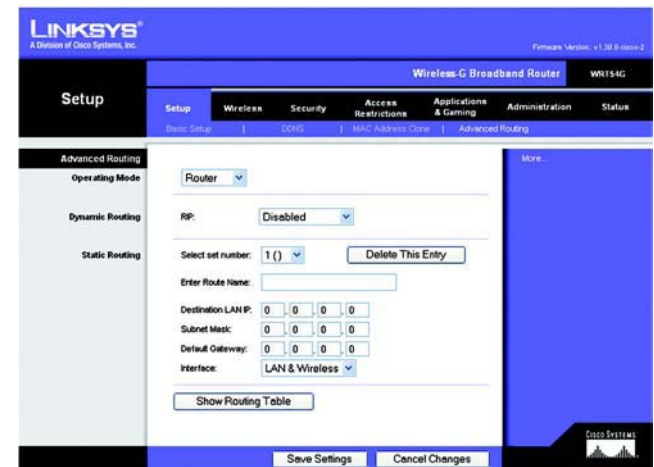 LINKSYS®
A Division of Cisco Systems, Inc.
Firmware Version: v1.30.0-cisco-2
Wireless-G Broadband Router WRT54G
Setup
Setup Wireless Security Access Restrictions Applications & Gaming Administration Status
Basic Setup | DDNS | MAC Address Clone | Advanced Routing
Advanced Routing
More...
Operating Mode Router
Dynamic Routing RIP: Disabled
Static Routing Select set number: 1 () Delete This Entry
Enter Route Name:
Destination LAN IP: 0 . 0 . 0 . 0
Subnet Mask: 0 . 0 . 0 . 0
Default Gateway: 0 . 0 . 0 . 0
Interface: LAN & Wireless
Show Routing Table
Save Settings Cancel Changes
CISCO SYSTEMS